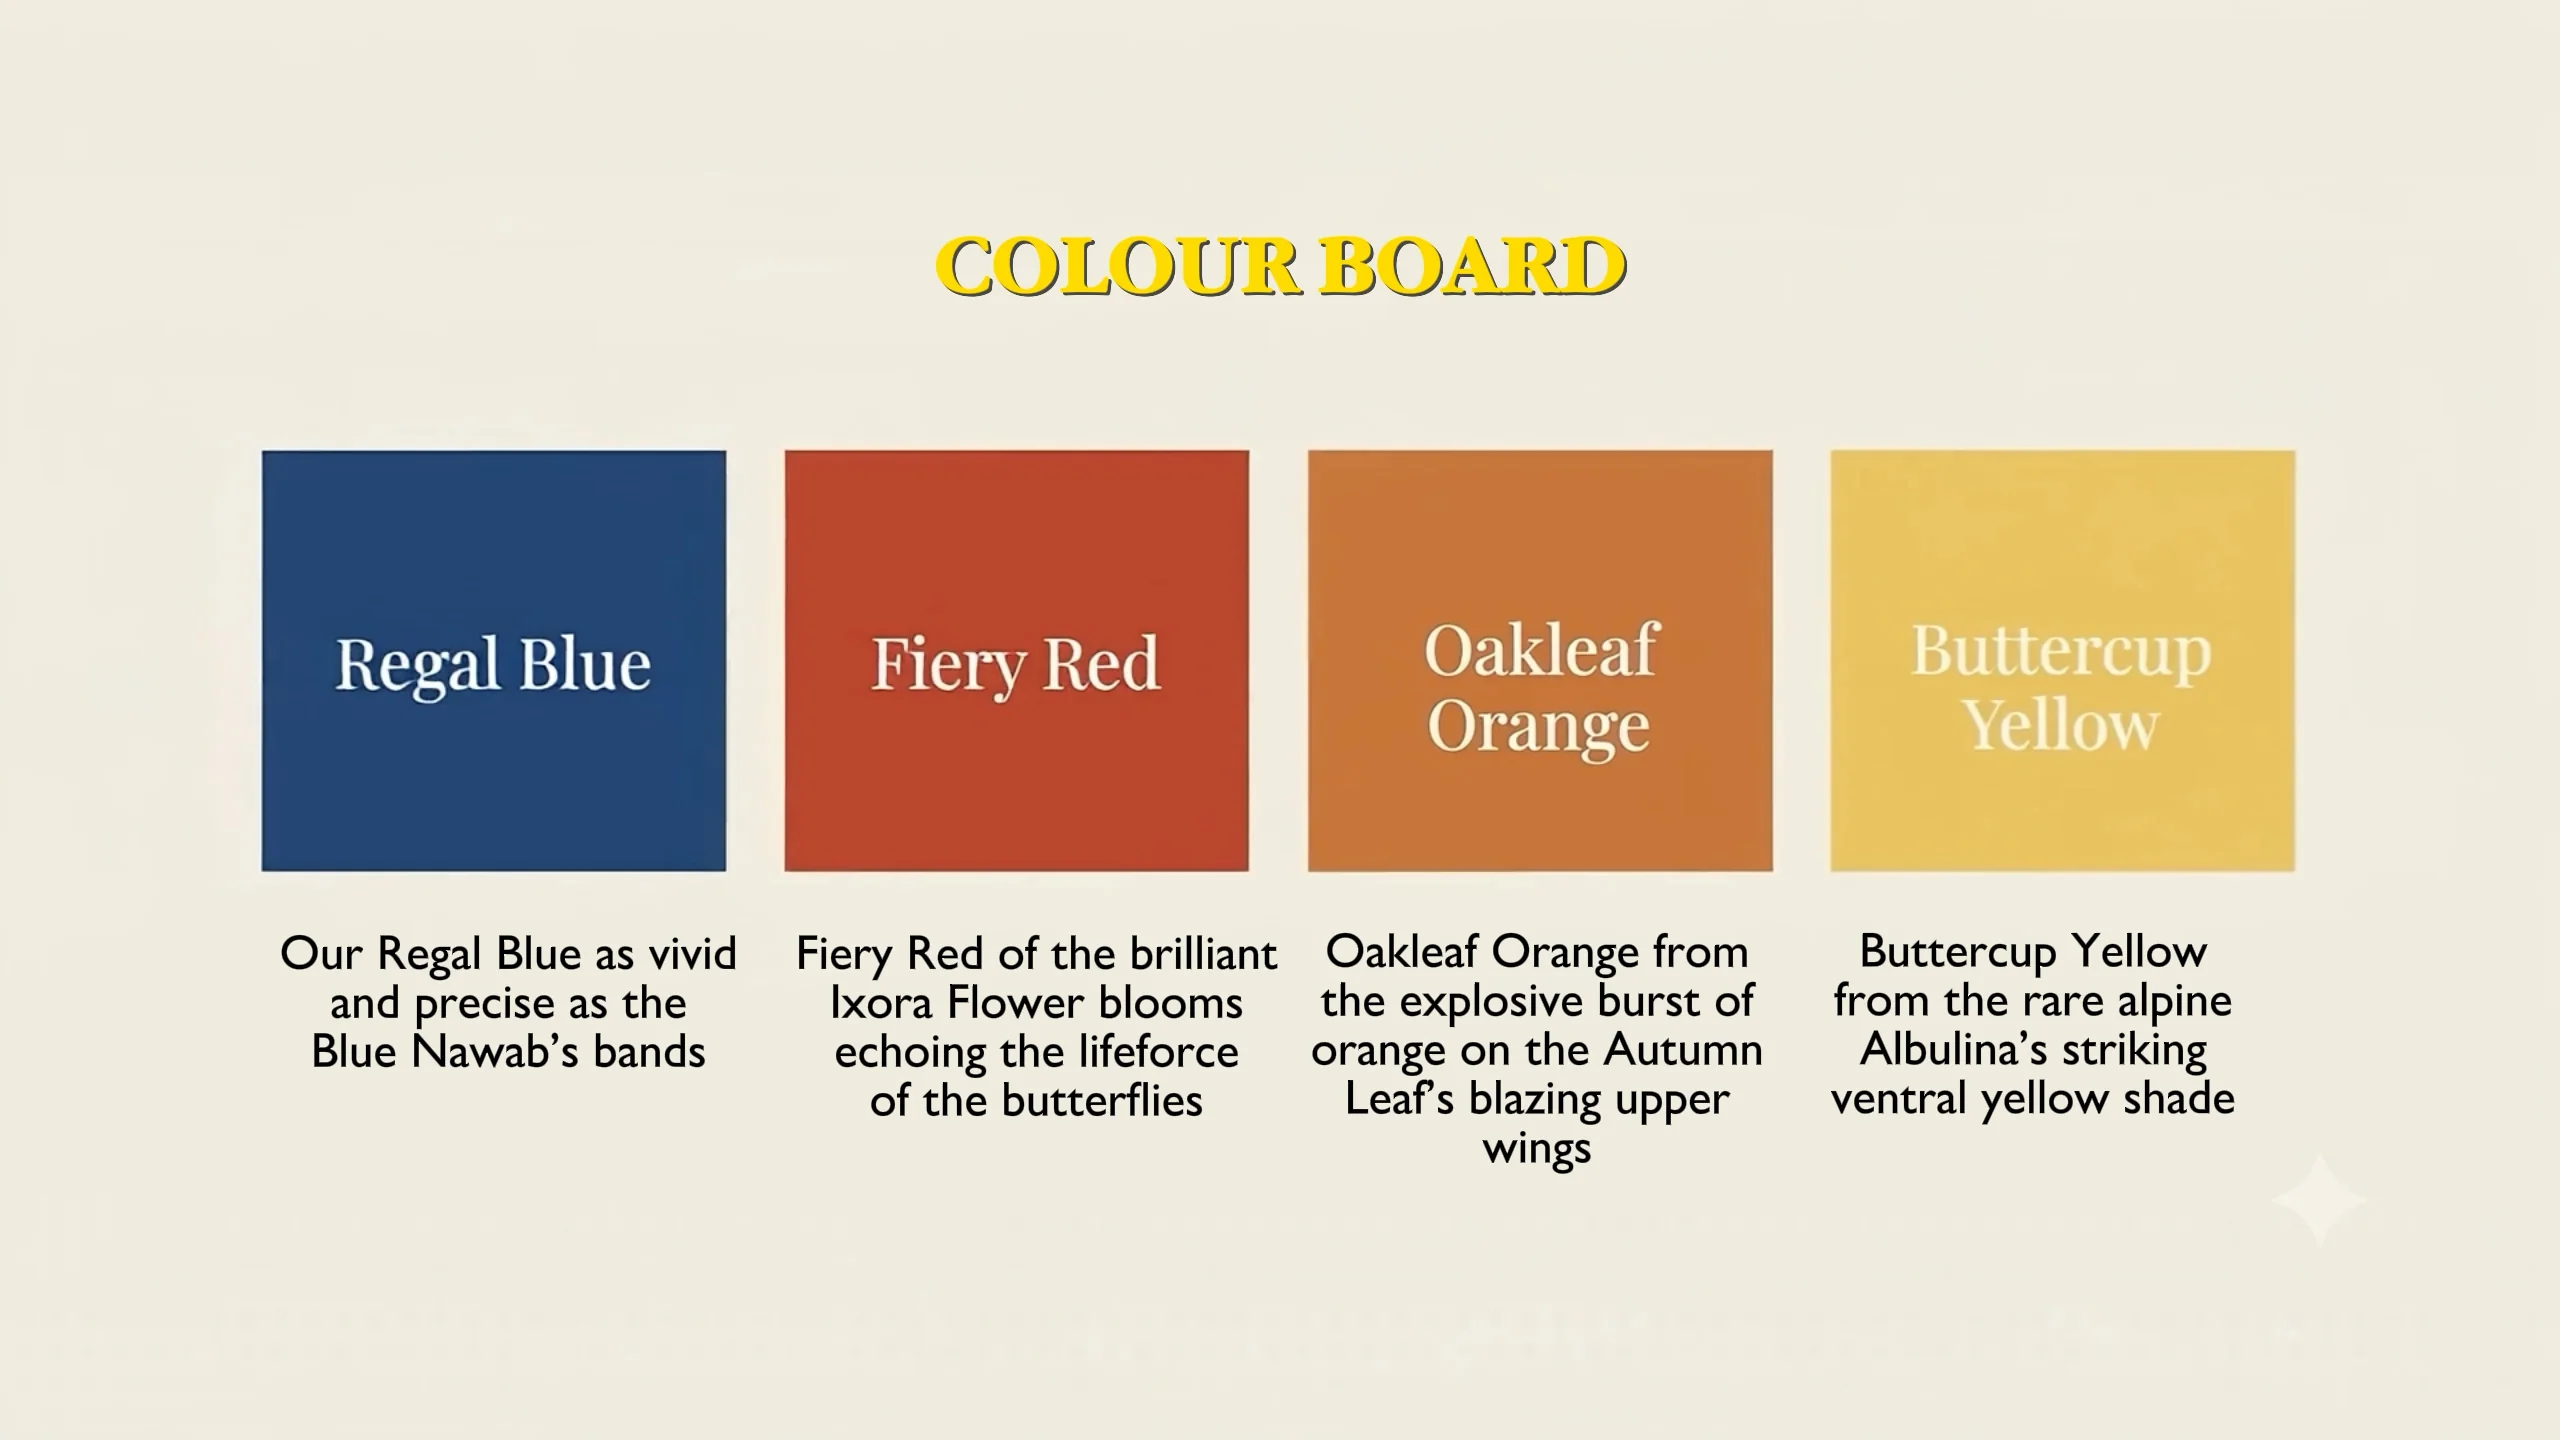 COLOUR BOARD
Regal Blue
Fiery Red
Oakleaf
Orange
Buttercup
Yellow
Our Regal Blue as vivid
and precise as the
Blue Nawab’s bands
Fiery Red of the brilliant
Ixora Flower blooms
echoing the lifeforce
of the butterflies
Oakleaf Orange from
the explosive burst of
orange on the Autumn
Leaf’s blazing upper
wings
Buttercup Yellow
from the rare alpine
Albulina’s striking
ventral yellow shade